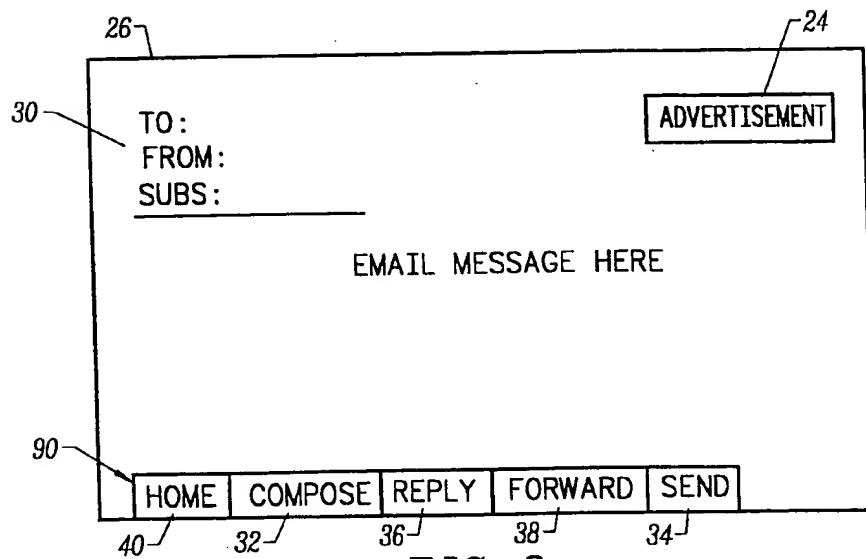 26
24
30
TO:
ADVERTISEMENT
FROM:
SUBS:
EMAIL MESSAGE HERE
90
HOME COMPOSE REPLY FORWARD SEND
40 32 36 38 34